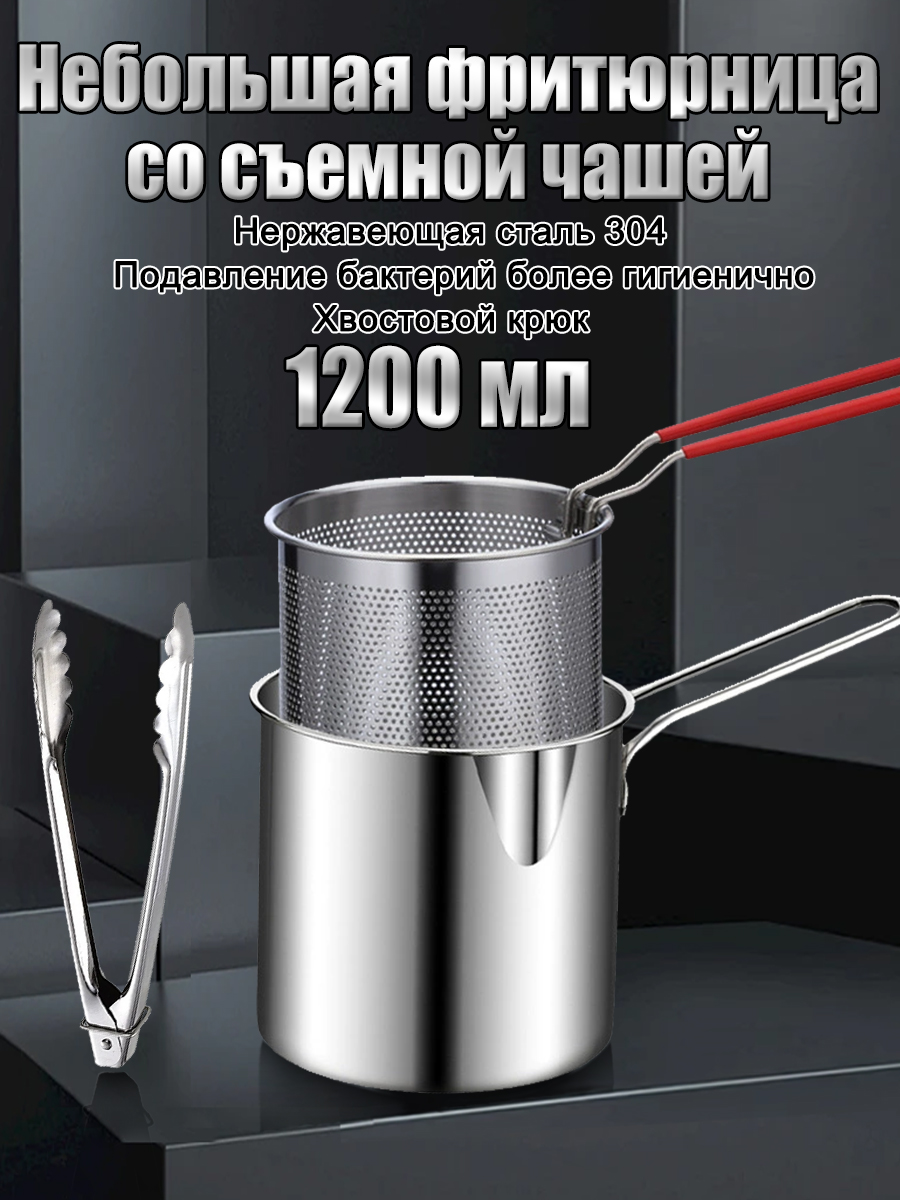 Небольшая фритюрница
со съемной чашей
Нержавеющая сталь 304
Подавление бактерий более гигиенично
Хвостовой крюк
1200 мл